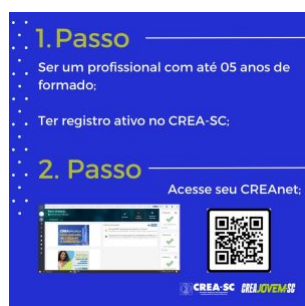 1.Passo
Ser um profissional com até 05 anos de
formado;
Ter registro ativo no CREA-SC;
2. Passo
Acesse seu CREAnet;
CREA-SC CREAJOVEMSC